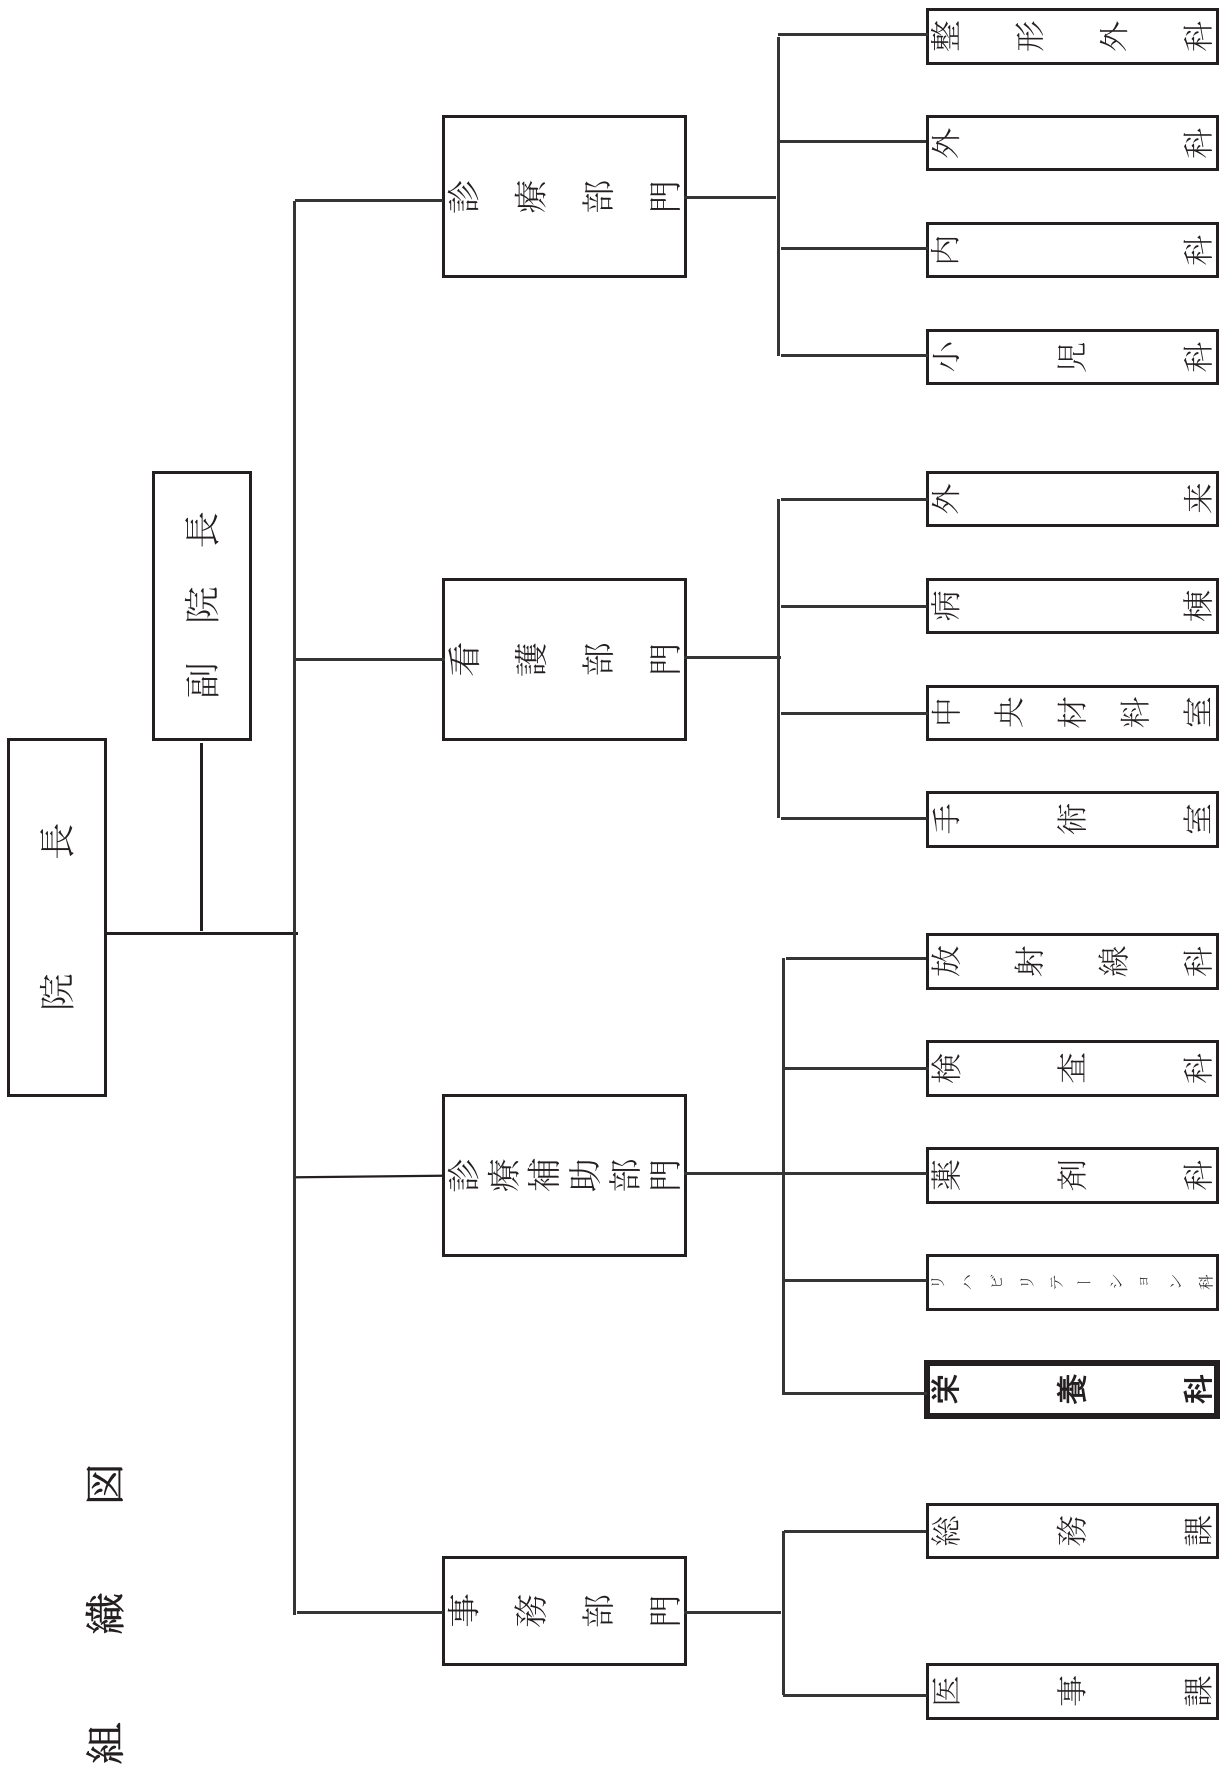 組織図
院長
副院長
事務部門
診療補助部門
看護部門
診療部門
医事課
総務課
栄養科
リハビリテーション科
薬剤科
検査科
放射線科
手術室
中央材料室
病棟
外来
小児科
内科
外科
整形外科